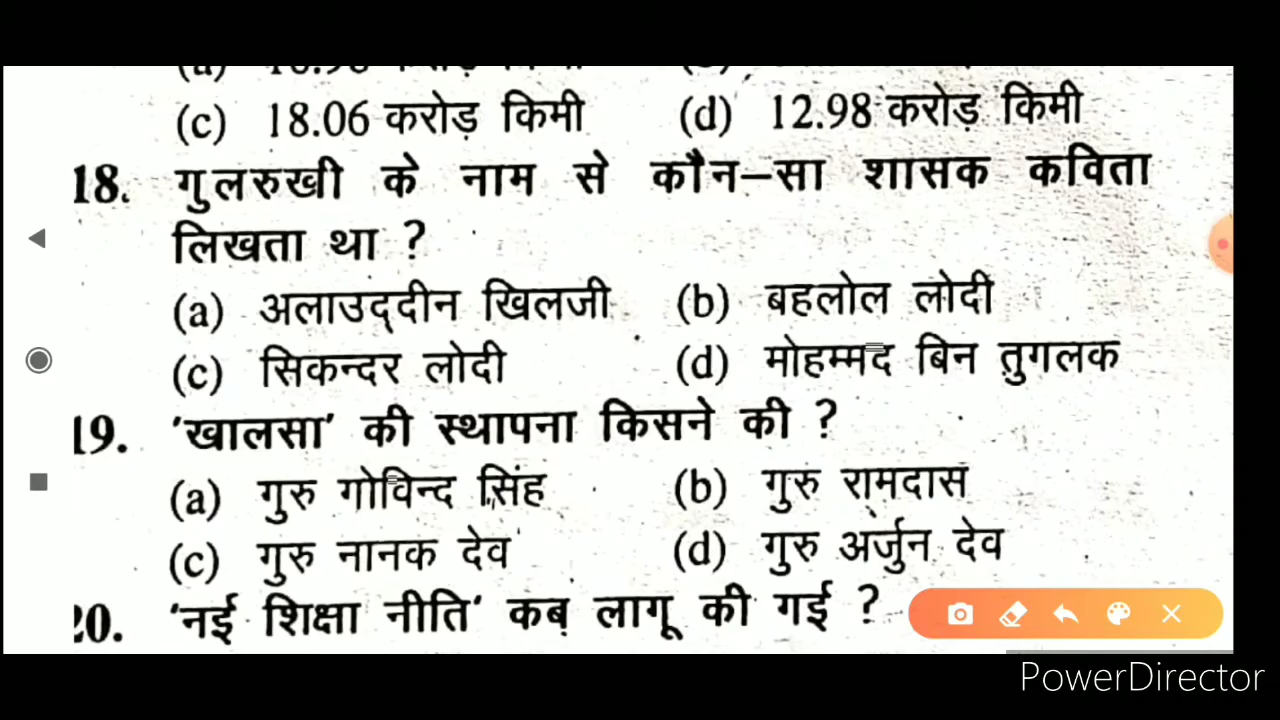 (c) 18.06 करोड़ किमी (d) 12.98 करोड़ किमी
18. गुलरुखी के नाम से कौन-सा शासक कविता
लिखता था ?
(a) अलाउद्दीन खिलजी (b) बहलोल लोदी
(c) सिकन्दर लोदी (d) मोहम्मद बिन तुगलक
19. 'खालसा' की स्थापना किसने की ?
(a) गुरु गोविन्द सिंह (b) गुरु रामदास
(c) गुरु नानक देव (d) गुरु अर्जुन देव
20. 'नई शिक्षा नीति' कब लागू की गई ?
PowerDirector